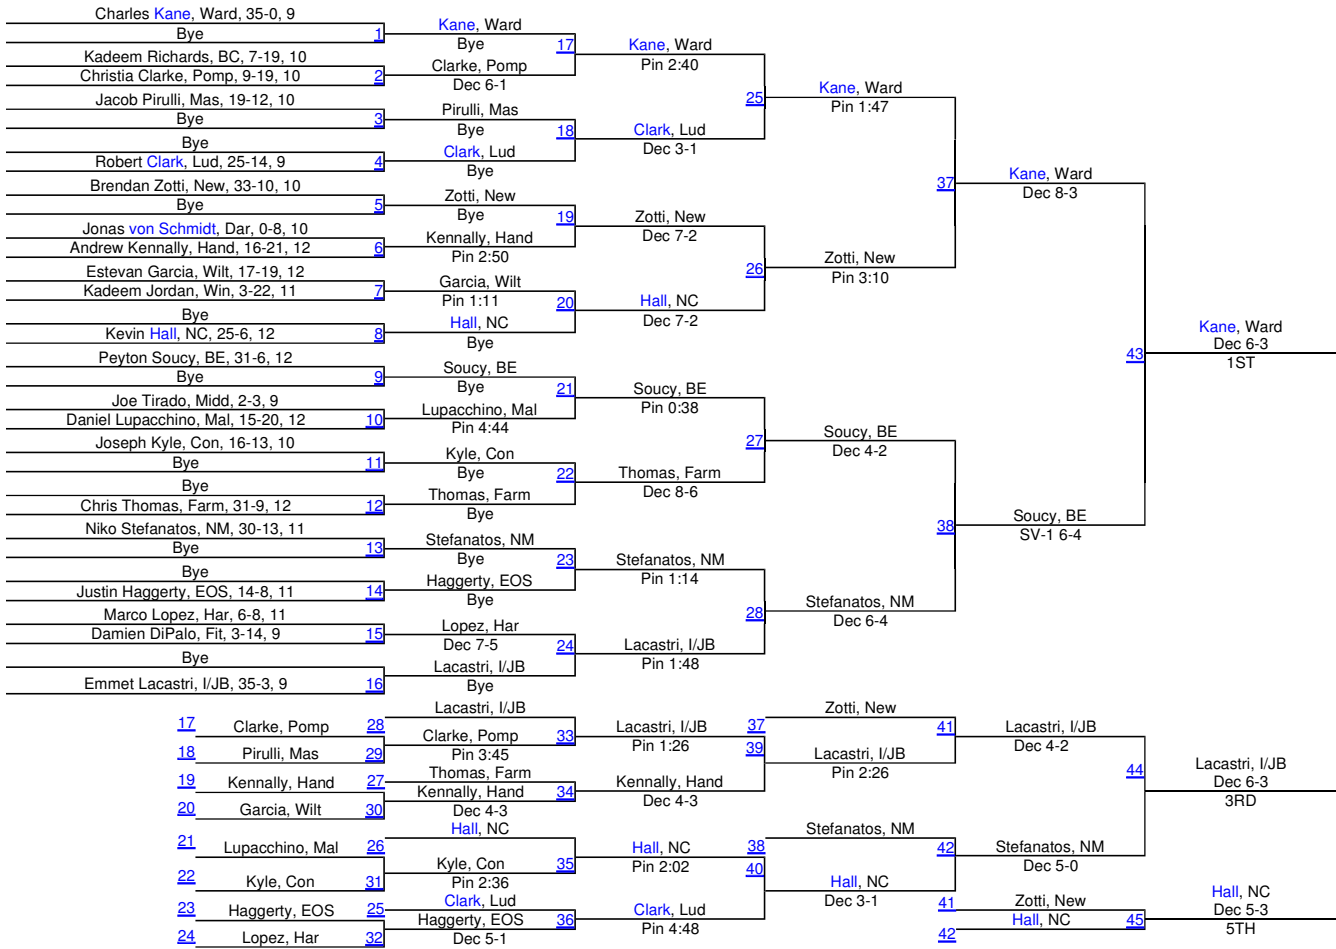 Charles Kane, Ward, 35-0, 9
Bye
1
Kadeem Richards, BC, 7-19, 10
Christia Clarke, Pomp, 9-19, 10
2
Jacob Pirulli, Mas, 19-12, 10
Bye
3
Bye
Robert Clark, Lud, 25-14, 9
4
Brendan Zotti, New, 33-10, 10
Bye
5
Jonas von Schmidt, Dar, 0-8, 10
Andrew Kennally, Hand, 16-21, 12
6
Estevan Garcia, Wilt, 17-19, 12
Kadeem Jordan, Win, 3-22, 11
7
Bye
Kevin Hall, NC, 25-6, 12
8
Peyton Soucy, BE, 31-6, 12
Bye
9
Joe Tirado, Midd, 2-3, 9
Daniel Lupacchino, Mal, 15-20, 12
10
Joseph Kyle, Con, 16-13, 10
Bye
11
Bye
Chris Thomas, Farm, 31-9, 12
12
Niko Stefanatos, NM, 30-13, 11
Bye
13
Bye
Justin Haggerty, EOS, 14-8, 11
14
Marco Lopez, Har, 6-8, 11
Damien DiPalo, Fit, 3-14, 9
15
Bye
Emmet Lacastri, I/JB, 35-3, 9
16
Kane, Ward
Bye
17
Clarke, Pomp
Dec 6-1
Pirulli, Mas
Bye
18
Clark, Lud
Bye
Zotti, New
Bye
19
Kennally, Hand
Pin 2:50
Garcia, Wilt
Pin 1:11
20
Hall, NC
Bye
Soucy, BE
Bye
21
Lupacchino, Mal
Pin 4:44
Kyle, Con
Bye
22
Thomas, Farm
Bye
Stefanatos, NM
Bye
23
Haggerty, EOS
Bye
Lopez, Har
Dec 7-5
24
Lacastri, I/JB
Bye
Kane, Ward
Pin 2:40
25
Clark, Lud
Dec 3-1
Zotti, New
Dec 7-2
26
Hall, NC
Dec 7-2
Soucy, BE
Pin 0:38
27
Thomas, Farm
Dec 8-6
Stefanatos, NM
Pin 1:14
28
Lacastri, I/JB
Pin 1:48
Kane, Ward
Pin 1:47
37
Zotti, New
Pin 3:10
Soucy, BE
Dec 4-2
38
Stefanatos, NM
Dec 6-4
Kane, Ward
Dec 8-3
43
Soucy, BE
SV-1 6-4
Kane, Ward
Dec 6-3
1ST
17
Clarke, Pomp
18
Pirulli, Mas
19
Kennally, Hand
20
Garcia, Wilt
21
Lupacchino, Mal
22
Kyle, Con
23
Haggerty, EOS
24
Lopez, Har
28
Lacastri, I/JB
29
Clarke, Pomp
Pin 3:45
33
27
Thomas, Farm
30
Kennally, Hand
Dec 4-3
34
26
Hall, NC
31
Kyle, Con
Pin 2:36
35
25
Clark, Lud
32
Haggerty, EOS
Dec 5-1
36
Lacastri, I/JB
Pin 1:26
39
Kennally, Hand
Dec 4-3
Hall, NC
Pin 2:02
40
Clark, Lud
Pin 4:48
37
Zotti, New
41
Lacastri, I/JB
Pin 2:26
38
Stefanatos, NM
42
Hall, NC
Dec 3-1
Lacastri, I/JB
Dec 4-2
44
Stefanatos, NM
Dec 5-0
41
Zotti, New
42
Hall, NC
45
Lacastri, I/JB
Dec 6-3
3RD
Hall, NC
Dec 5-3
5TH